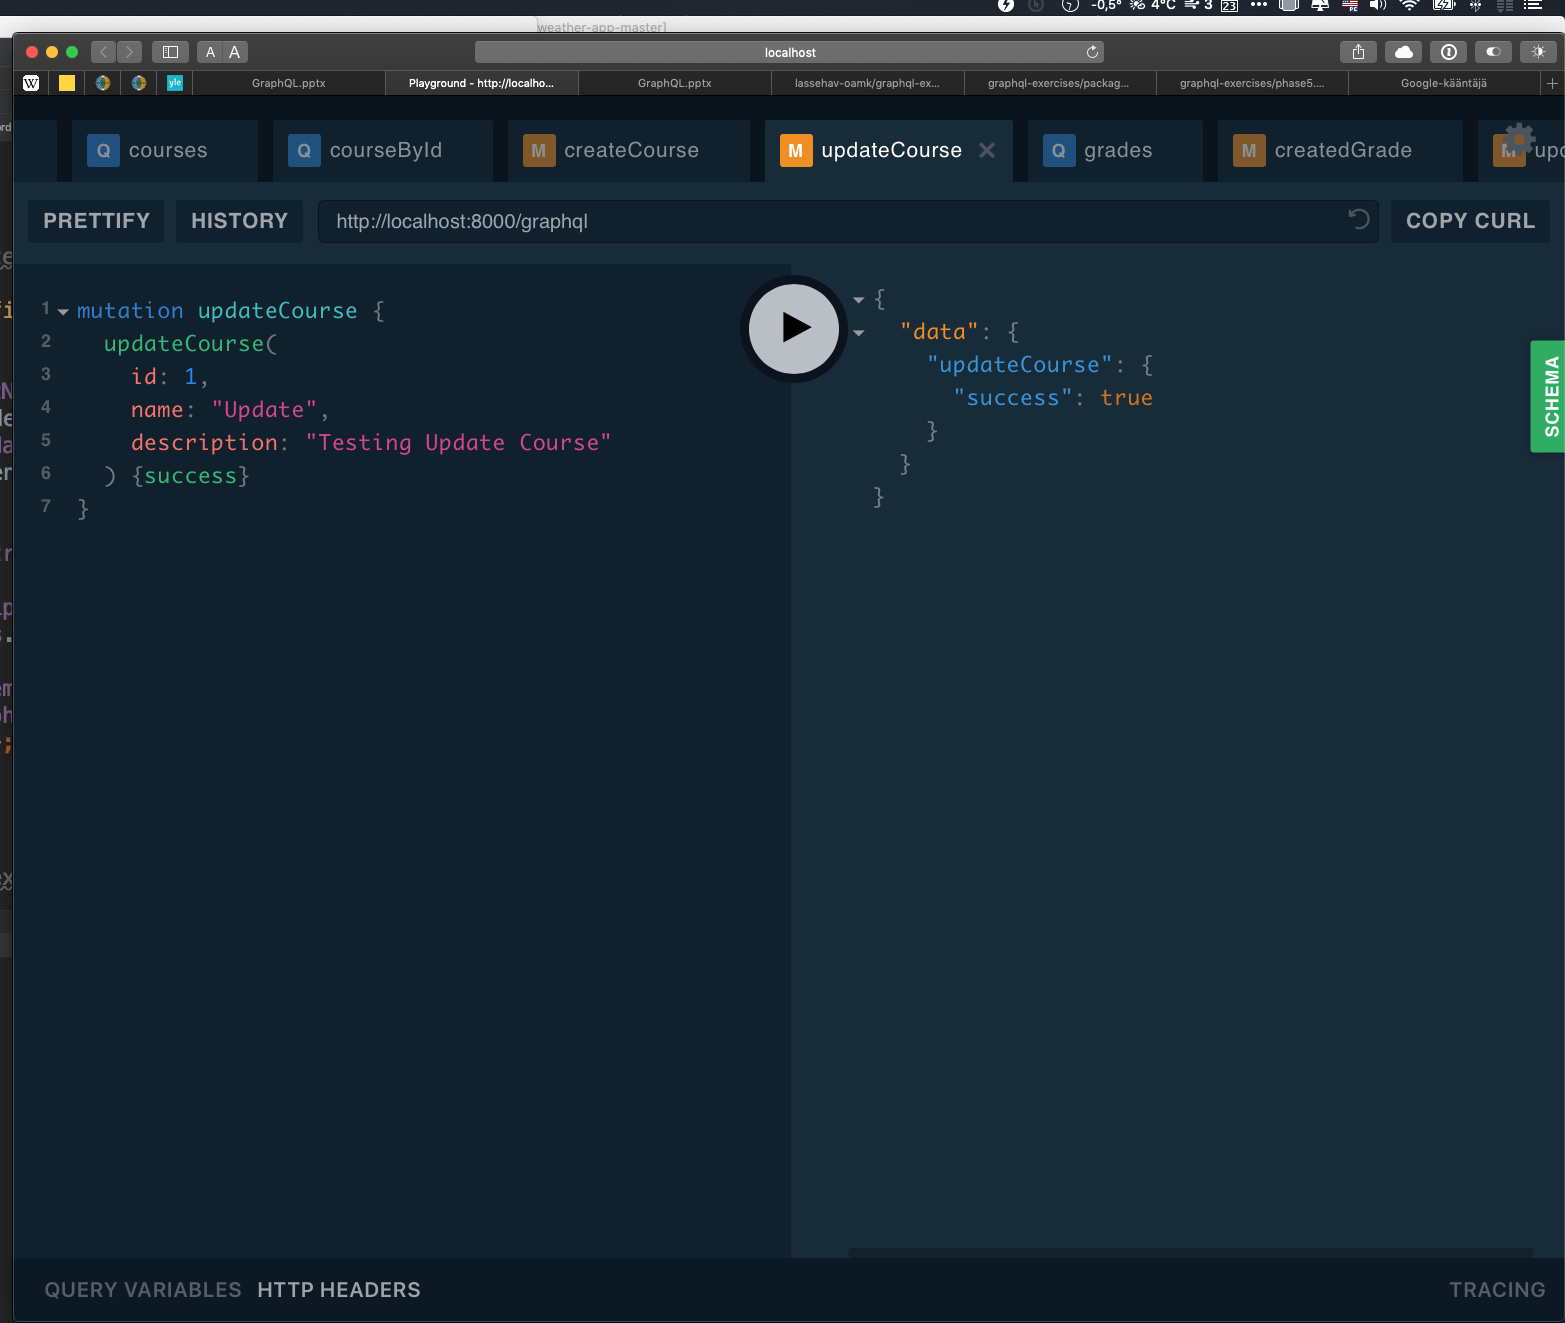 -0,5° 4°C 3 23
weather-app-master]
A A localhost
W yle GraphQL.pptx Playground - http://localho... GraphQL.pptx lassehav-oamk/graphql-ex... graphql-exercises/packag... graphql-exercises/phase5.... Google-kääntäjä
Q courses Q courseById M createCourse M updateCourse Q grades M createdGrade M upd
PRETTIFY HISTORY http://localhost:8000/graphql COPY CURL
1 mutation updateCourse {
2 updateCourse(
3 id: 1,
4 name: "Update",
5 description: "Testing Update Course"
6 ) {success}
7 }
{
"data": {
"updateCourse": {
"success": true
}
}
}
SCHEMA
QUERY VARIABLES HTTP HEADERS TRACING